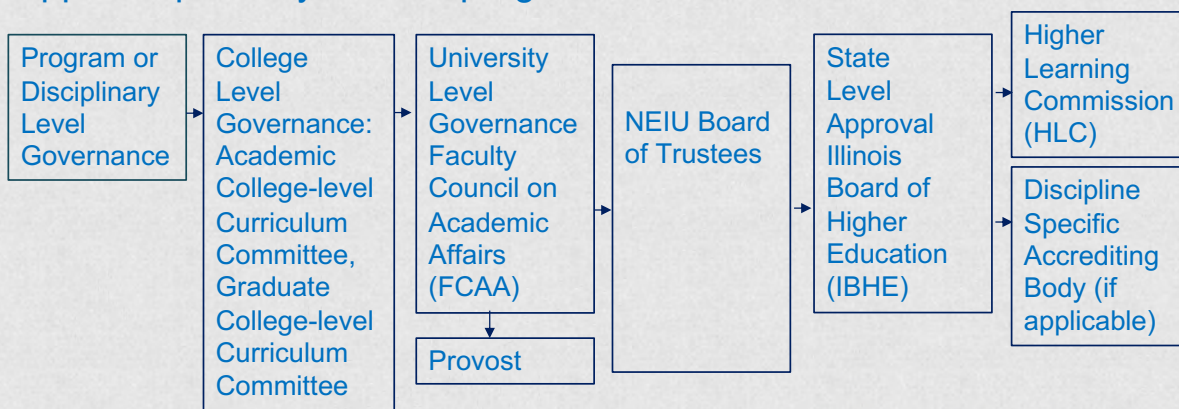 Program or
Disciplinary
Level
Governance
College
Level
Governance:
Academic
College-level
Curriculum
Committee,
Graduate
College-level
Curriculum
Committee
University
Level
Governance
Faculty
Council on
Academic
Affairs
(FCAA)
Provost
NEIU Board
of Trustees
State
Level
Approval
Illinois
Board of
Higher
Education
(IBHE)
Higher
Learning
Commission
(HLC)
Discipline
Specific
Accrediting
Body (if
applicable)